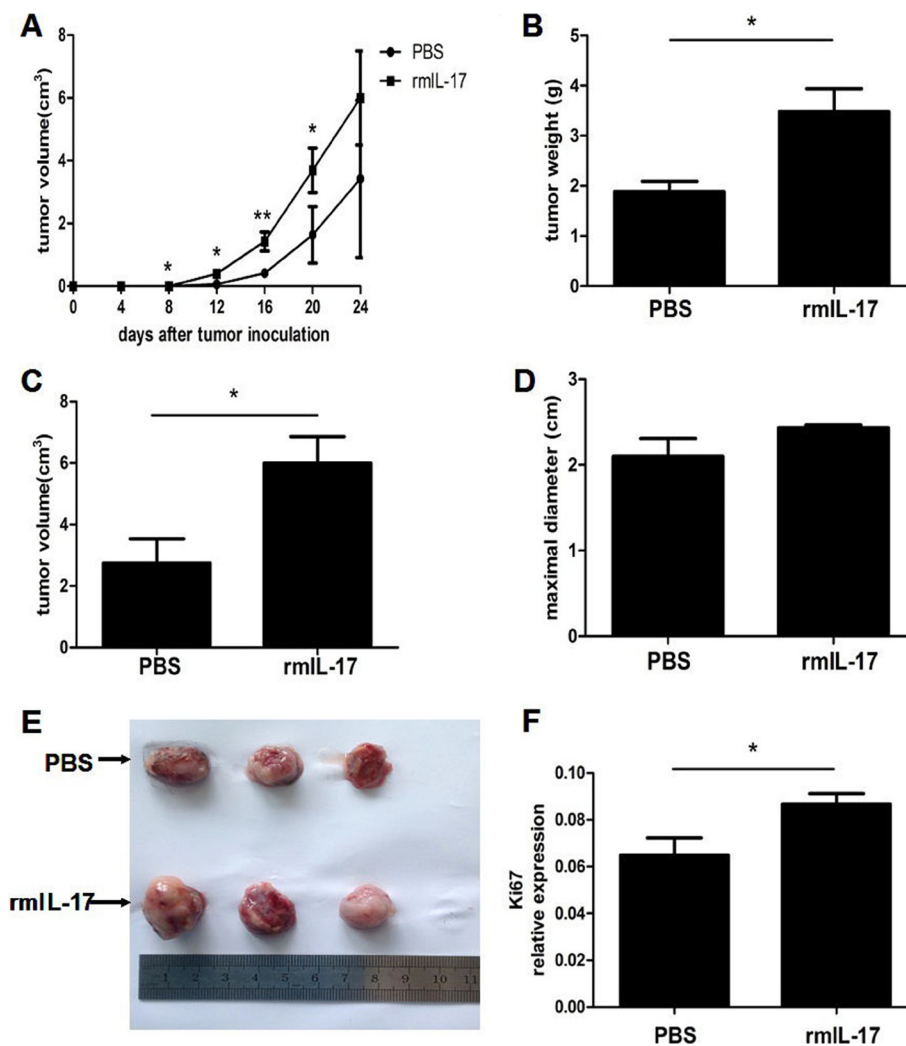 A
tumor volume(cm³)
8
6
4
2
0
PBS
rmIL-17
*
*
**
*
0 4 8 12 16 20 24
days after tumor inoculation
B
tumor weight (g)
5
4
3
2
1
0
*
PBS rmIL-17
C
tumor volume(cm³)
8
6
4
2
0
*
PBS rmIL-17
D
maximal diameter (cm)
3
2
1
0
PBS rmIL-17
E
PBS
rmIL-17
1 2 3 4 5 6 7 8 9 10 11
F
Ki67
relative expression
0.10
0.08
0.06
0.04
0.02
0.00
*
PBS rmIL-17